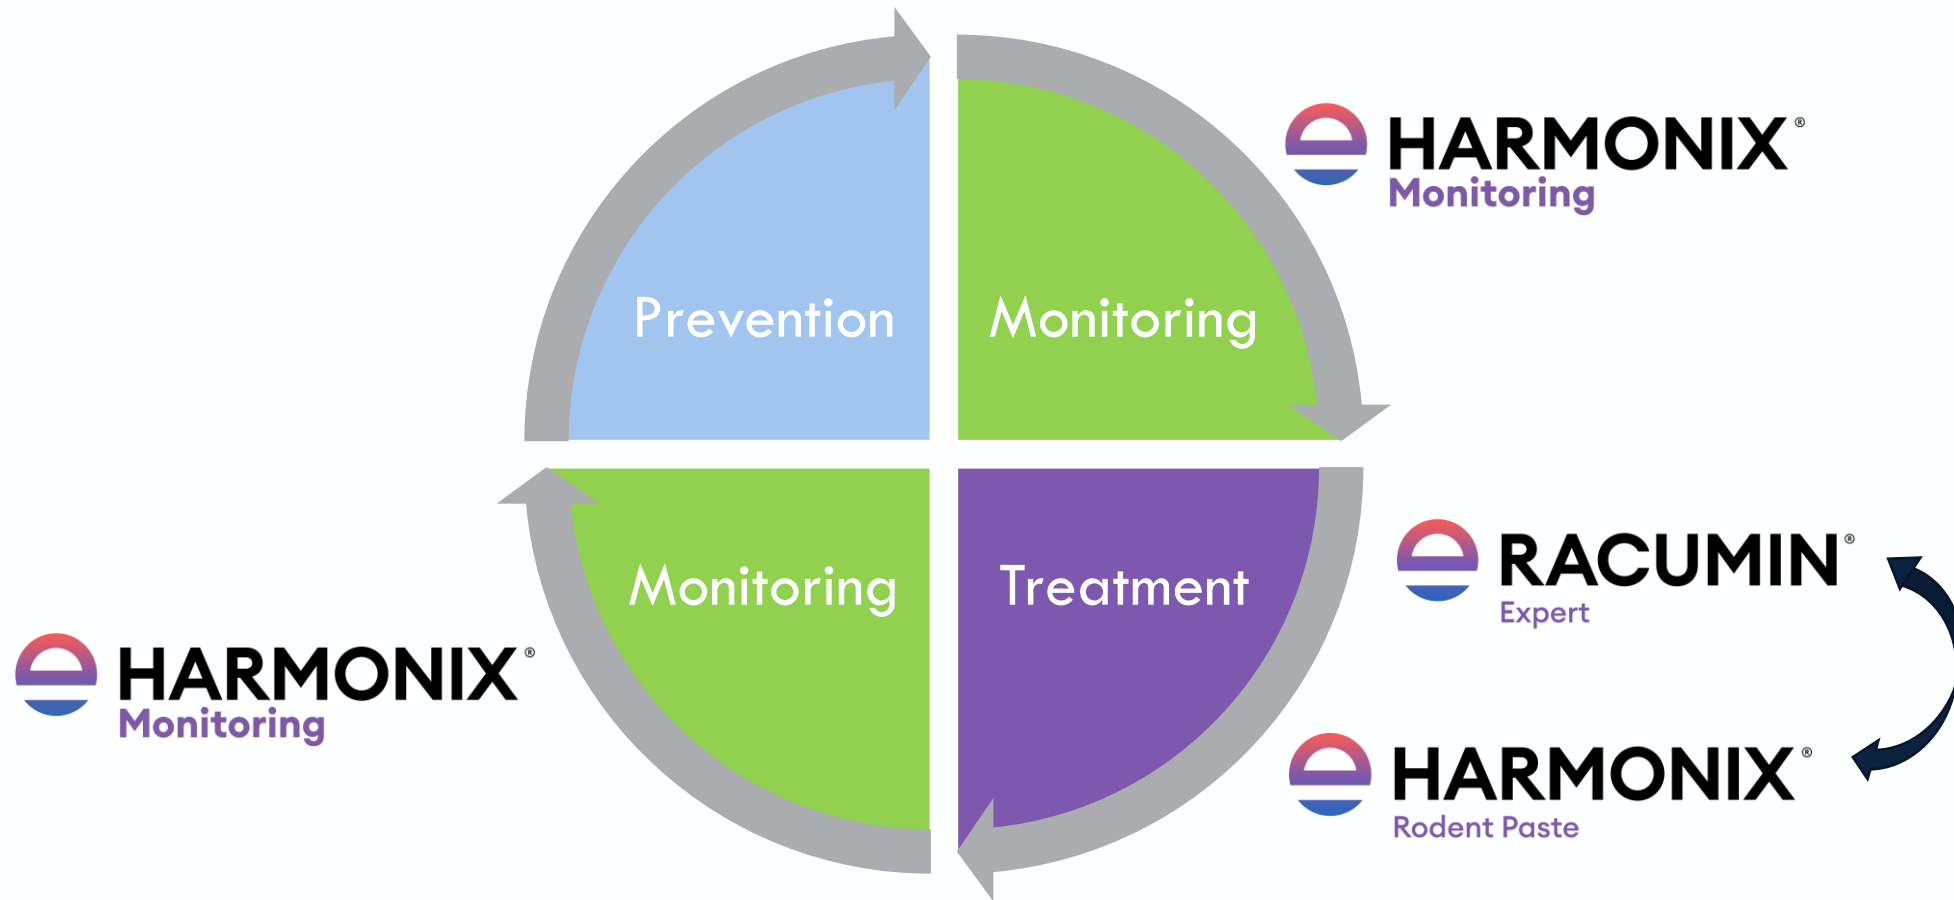 HARMONIX®
Monitoring
Prevention
Monitoring
Monitoring
Treatment
RACUMIN®
Expert
HARMONIX®
Monitoring
HARMONIX®
Rodent Paste